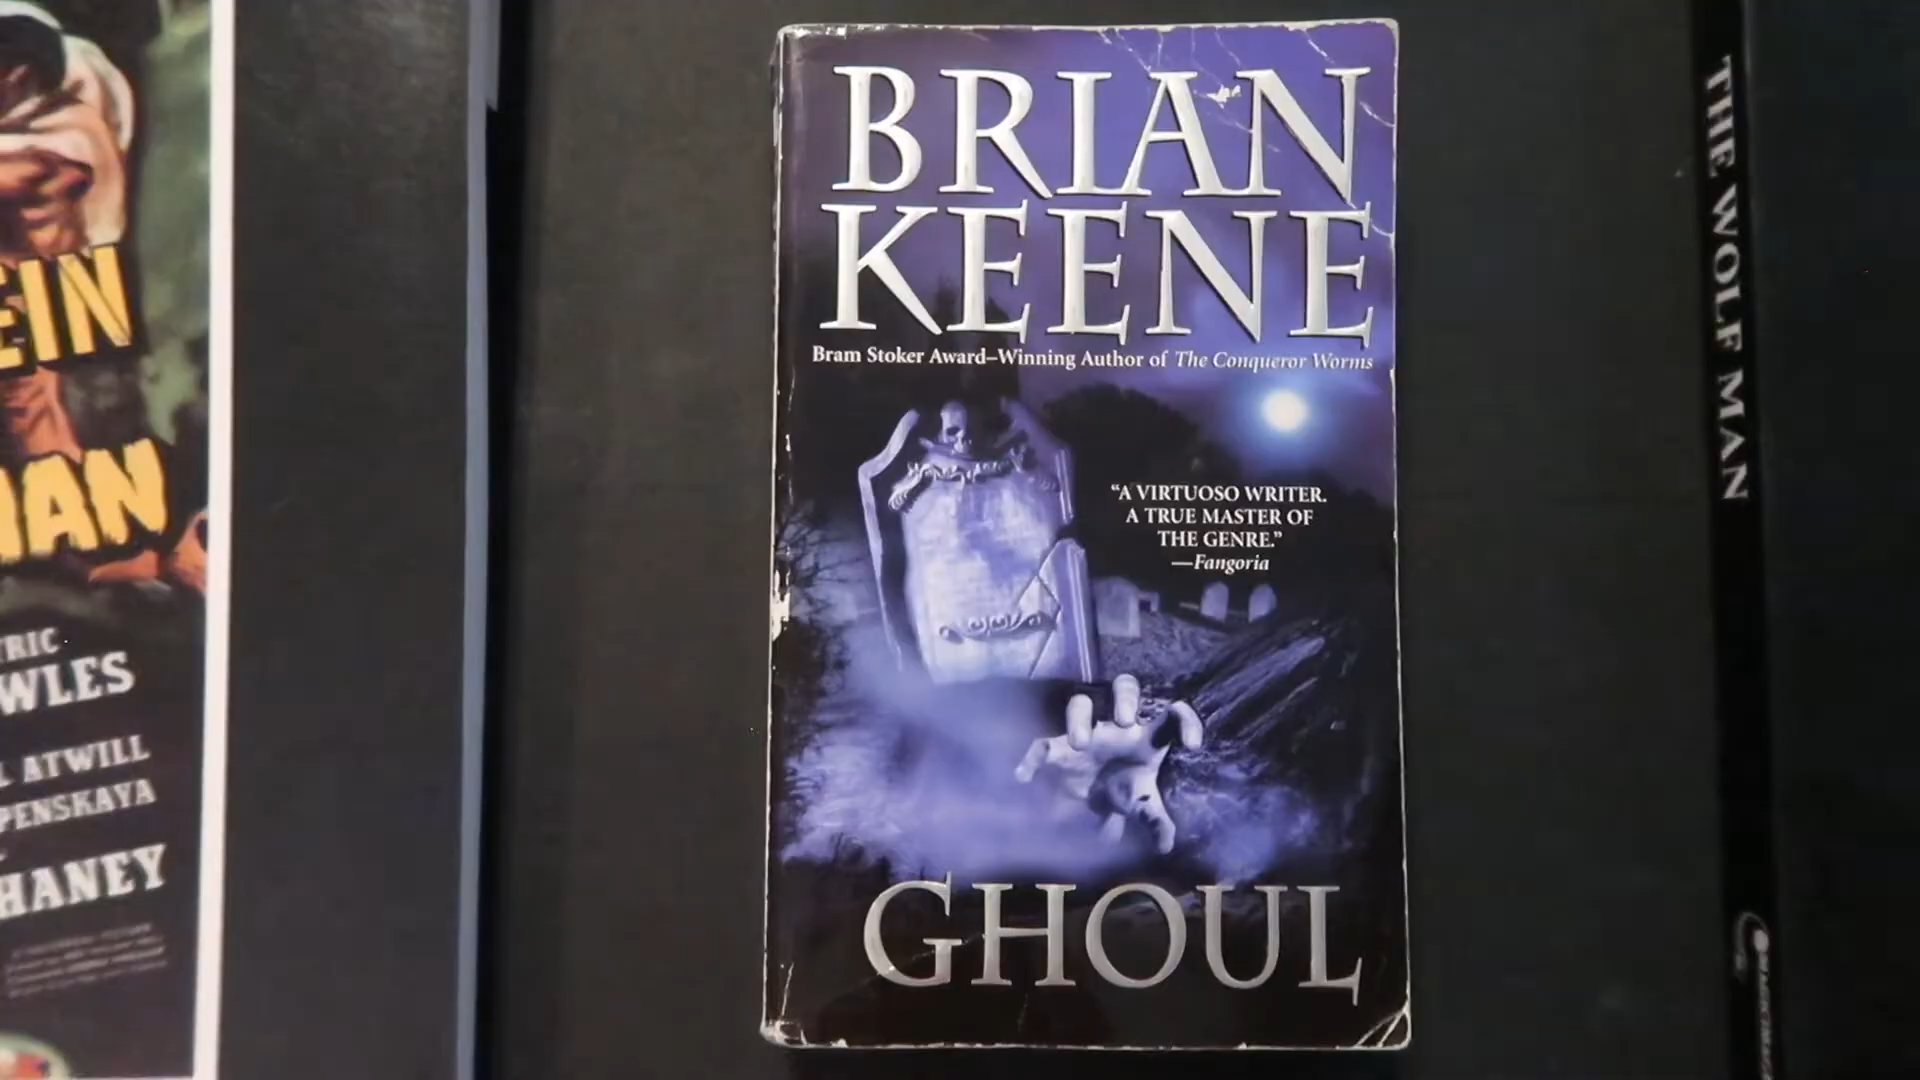 EIN
MAN
TRIC
WLES
L ATWILL
PENSKAYA
HANEY
BRIAN
KEENE
Bram Stoker Award–Winning Author of The Conqueror Worms
“A VIRTUOSO WRITER.
A TRUE MASTER OF
THE GENRE.”
—Fangoria
GHOUL
THE WOLF MAN